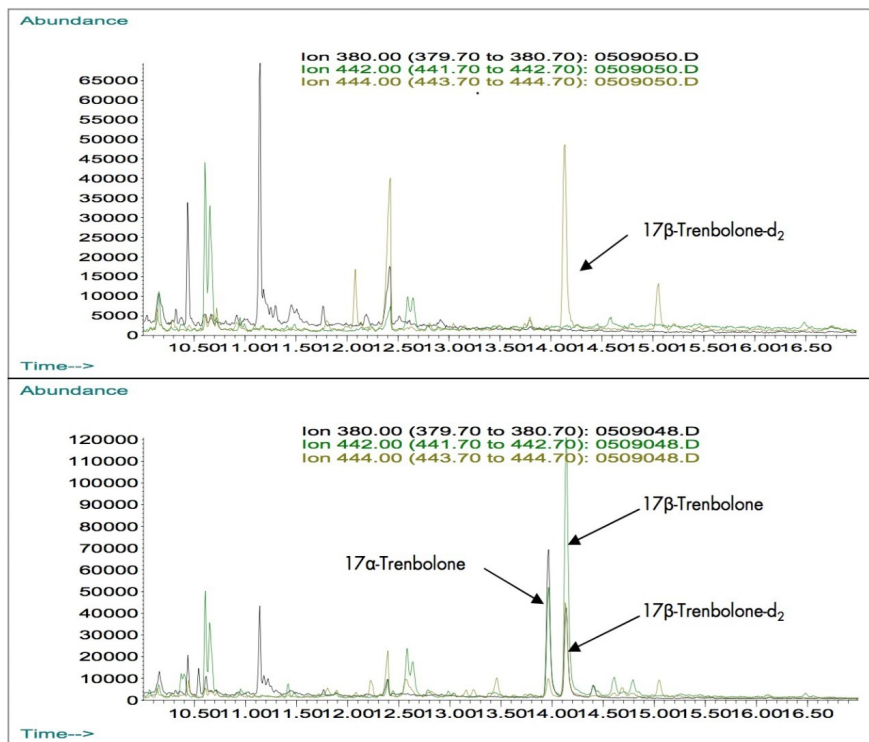 Abundance
Ion 380.00 (379.70 to 380.70): 0509050.D
Ion 442.00 (441.70 to 442.70): 0509050.D
Ion 444.00 (443.70 to 444.70): 0509050.D
65000
60000
55000
50000
45000
40000
35000
30000
25000
20000
15000
10000
5000
0
17β-Trenbolone-d₂
10.5011.0011.5012.0012.5013.0013.5014.0014.5015.0015.5016.0016.50
Time-->
Abundance
Ion 380.00 (379.70 to 380.70): 0509048.D
Ion 442.00 (441.70 to 442.70): 0509048.D
Ion 444.00 (443.70 to 444.70): 0509048.D
120000
110000
100000
90000
80000
70000
60000
50000
40000
30000
20000
10000
0
17β-Trenbolone
17α-Trenbolone
17β-Trenbolone-d₂
10.5011.0011.5012.0012.5013.0013.5014.0014.5015.0015.5016.0016.50
Time-->